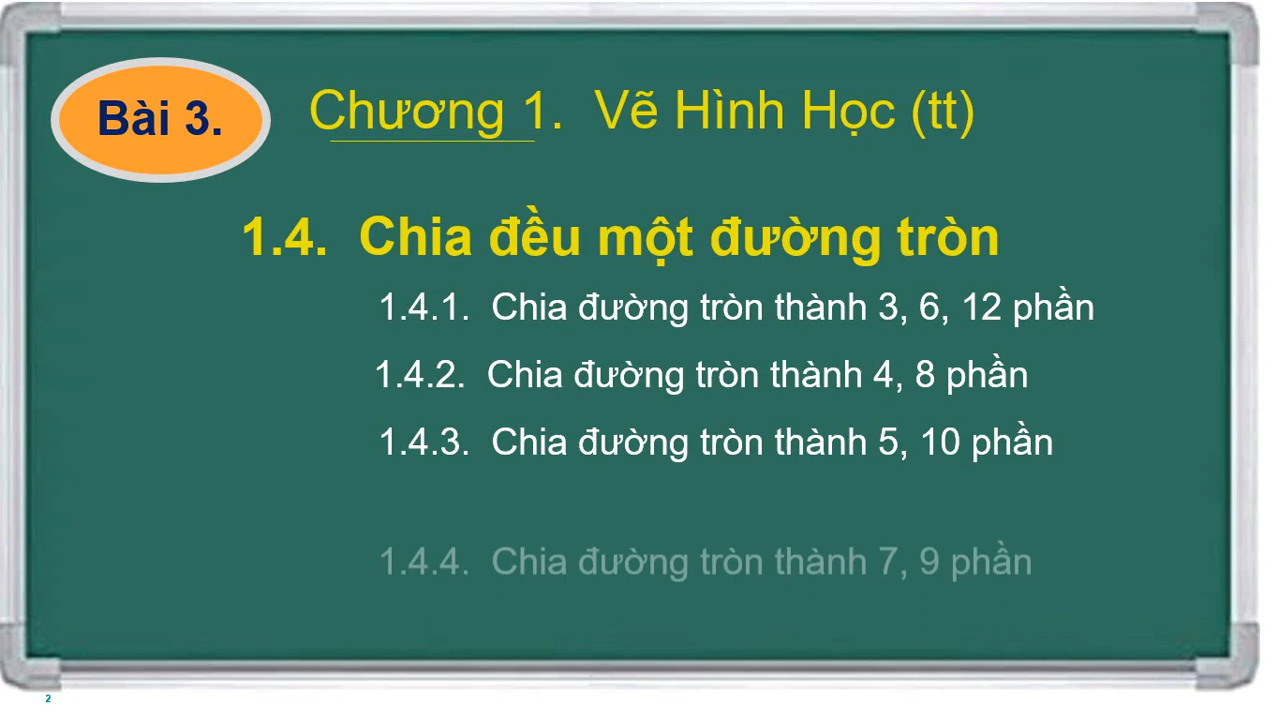 Bài 3.
Chương 1. Vẽ Hình Học (tt)
1.4. Chia đều một đường tròn
1.4.1. Chia đường tròn thành 3, 6, 12 phần
1.4.2. Chia đường tròn thành 4, 8 phần
1.4.3. Chia đường tròn thành 5, 10 phần
1.4.4. Chia đường tròn thành 7, 9 phần
2